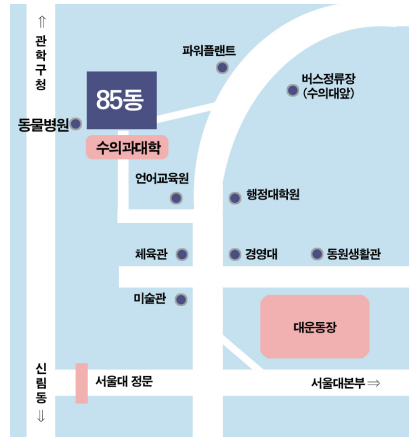 ↑
관학구청
파워플랜트
버스정류장
(수의대앞)
85동
동물병원
수의과대학
언어교육원
행정대학원
체육관
경영대
동원생활관
미술관
대운동장
신림동
↓
서울대 정문
서울대본부⇒